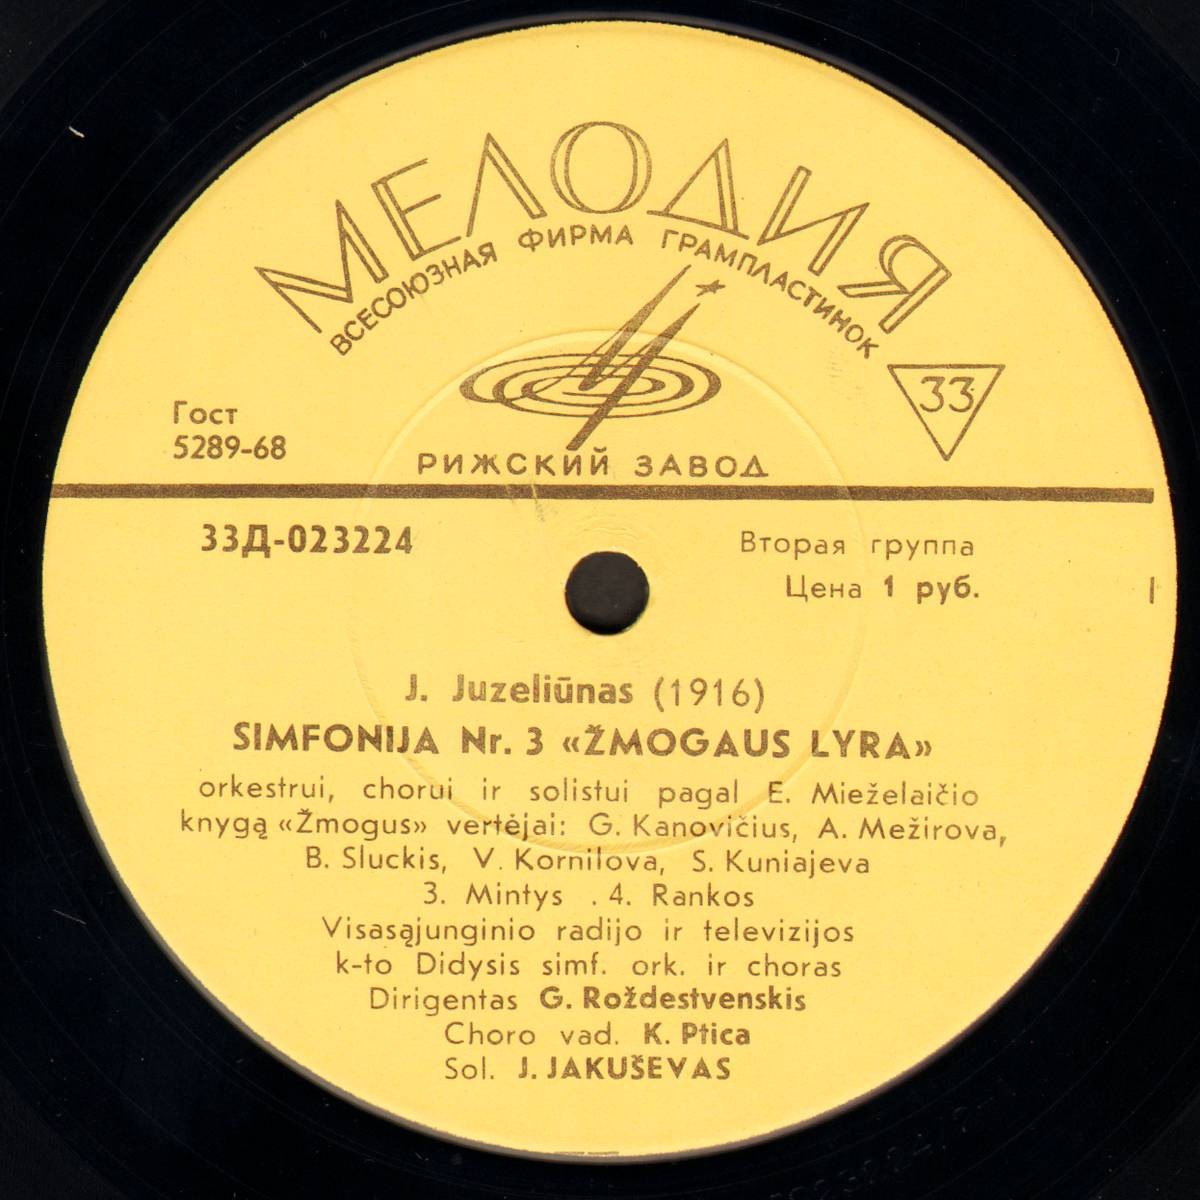 МЕЛОДИЯ
ВСЕСОЮЗНАЯ ФИРМА ГРАМПЛАСТИНОК
33
Гост
5289-68
РИЖСКИЙ ЗАВОД
33Д-023224
Вторая группа
Цена 1 руб.
J. Juzeliūnas (1916)
SIMFONIJA Nr. 3 «ŽMOGAUS LYRA»
orkestrui, chorui ir solistui pagal E. Mieželaičio
knygą «Žmogus» vertėjai: G. Kanovičius, A. Mežirova,
B. Sluckis, V. Kornilova, S. Kuniajeva
3. Mintys . 4. Rankos
Visasąjunginio radijo ir televizijos
k-to Didysis simf. ork. ir choras
Dirigentas G. Roždestvenskis
Choro vad. K. Ptica
Sol. J. JAKUŠEVAS